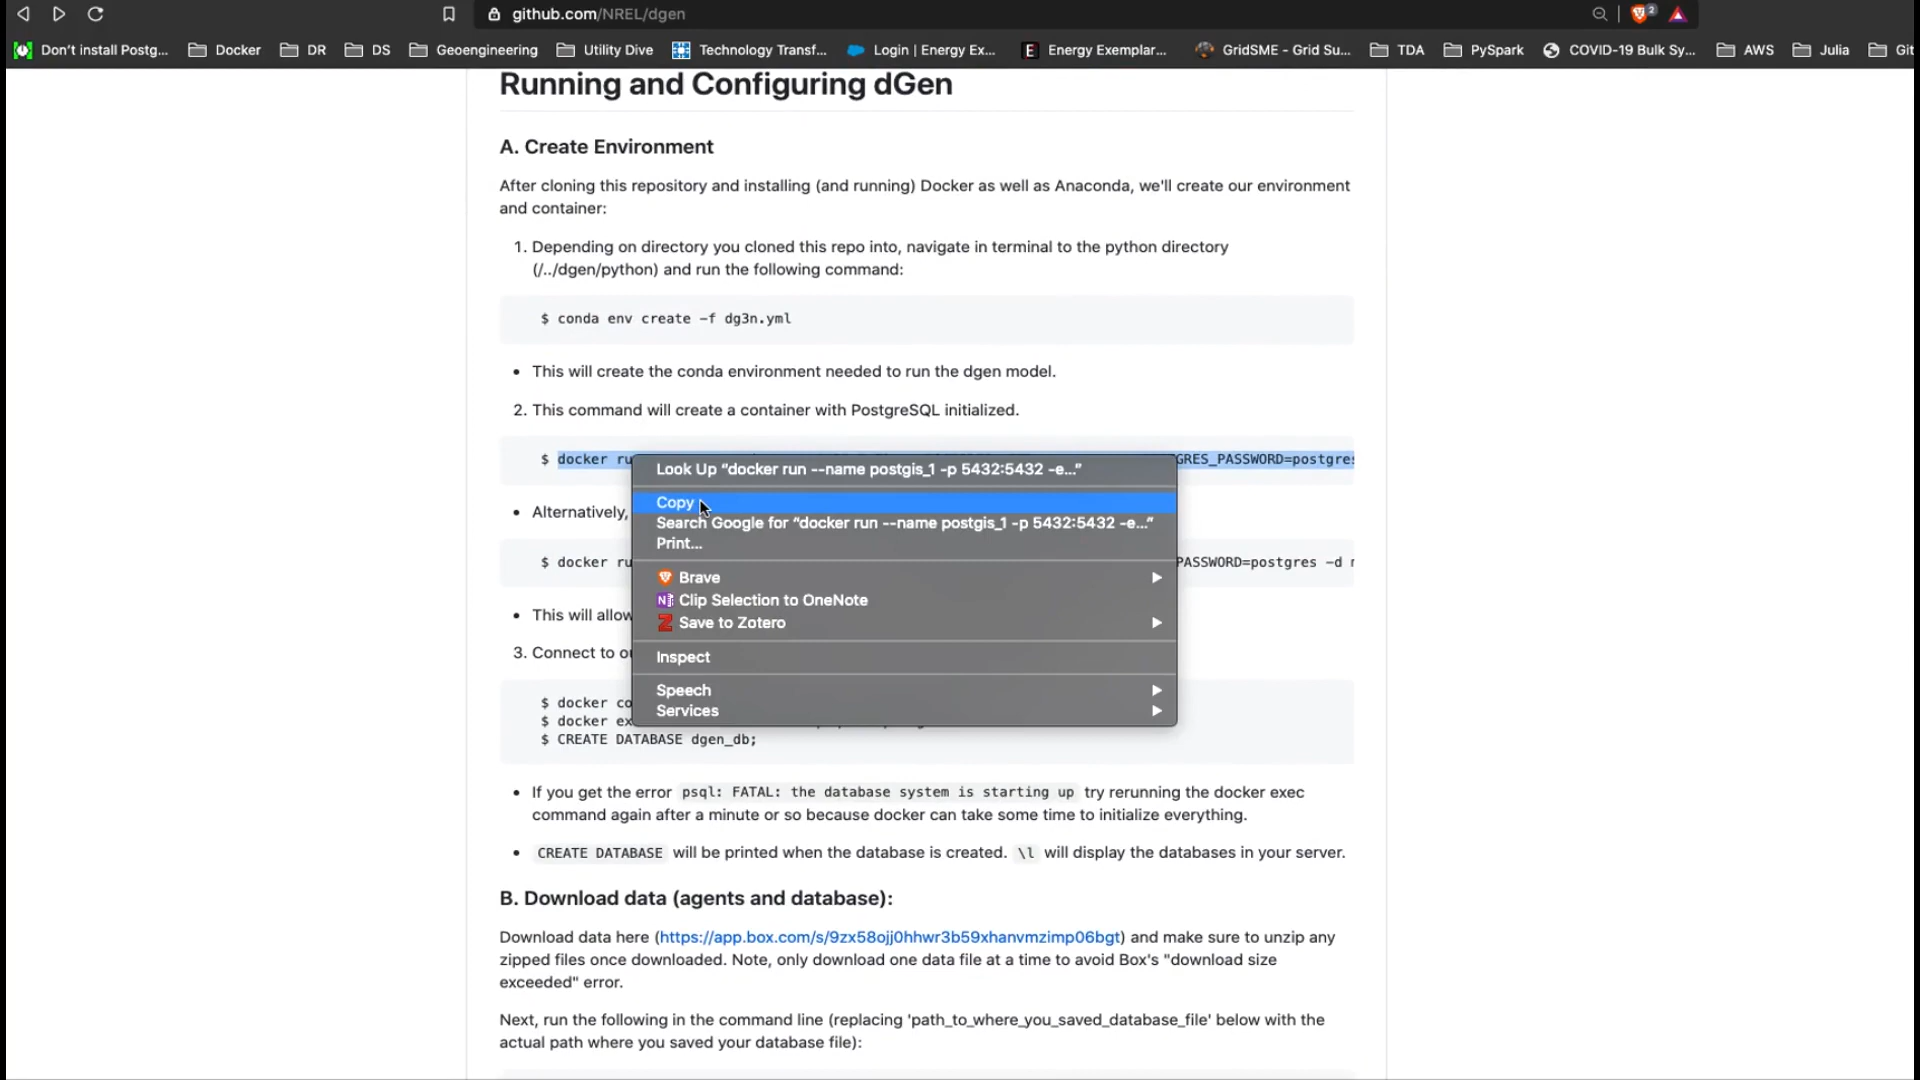 github.com/NREL/dgen
2
Don't install Postg...
Docker
DR
DS
Geoengineering
Utility Dive
Technology Transf...
Login | Energy Ex...
E
Energy Exemplar...
GridSME - Grid Su...
TDA
PySpark
COVID-19 Bulk Sy...
AWS
Julia
Git
Running and Configuring dGen
A. Create Environment
After cloning this repository and installing (and running) Docker as well as Anaconda, we'll create our environment
and container:
1. Depending on directory you cloned this repo into, navigate in terminal to the python directory
(/../dgen/python) and run the following command:
$ conda env create -f dg3n.yml
• This will create the conda environment needed to run the dgen model.
2. This command will create a container with PostgreSQL initialized.
$ docker ru
GRES_PASSWORD=postgres
Look Up “docker run --name postgis_1 -p 5432:5432 -e...”
Copy
Search Google for “docker run --name postgis_1 -p 5432:5432 -e...”
Print...
Brave
N
Clip Selection to OneNote
Z
Save to Zotero
Inspect
Speech
Services
• Alternatively,
$ docker ru
PASSWORD=postgres -d
• This will allow
3. Connect to ou
$ docker co
$ docker ex
$ CREATE DATABASE dgen_db;
• If you get the error psql: FATAL: the database system is starting up try rerunning the docker exec
command again after a minute or so because docker can take some time to initialize everything.
• CREATE DATABASE will be printed when the database is created. \l will display the databases in your server.
B. Download data (agents and database):
Download data here (https://app.box.com/s/9zx58ojj0hhwr3b59xhanvmzimp06bgt) and make sure to unzip any
zipped files once downloaded. Note, only download one data file at a time to avoid Box's "download size
exceeded" error.
Next, run the following in the command line (replacing 'path_to_where_you_saved_database_file' below with the
actual path where you saved your database file):